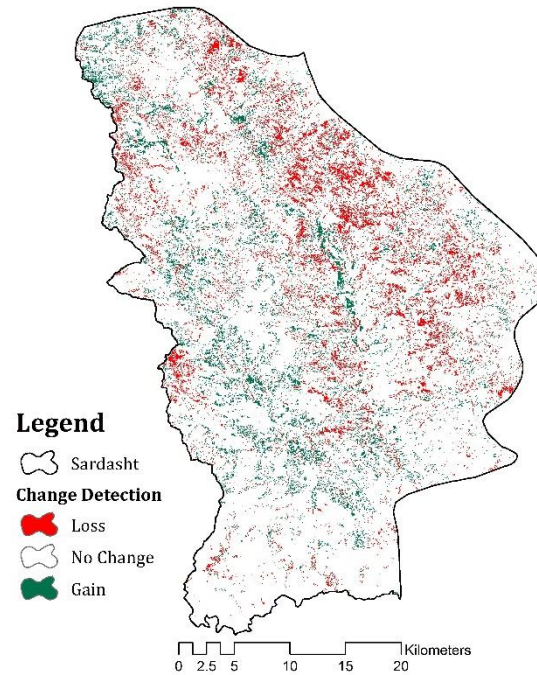 Legend
Sardasht
Change Detection
Loss
No Change
Gain
Kilometers
0 2.5 5 10 15 20